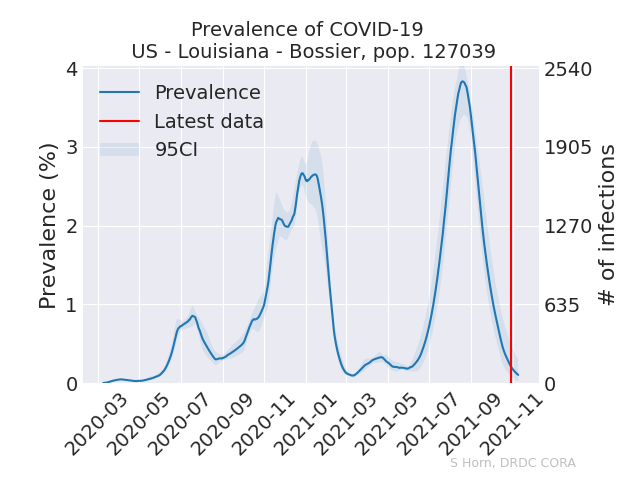 Prevalence of COVID-19
US - Louisiana - Bossier, pop. 127039
Prevalence
Latest data
95CI
Prevalence (%)
4
3
2
1
0
# of infections
2540
1905
1270
635
0
2020-03
2020-05
2020-07
2020-09
2020-11
2021-01
2021-03
2021-05
2021-07
2021-09
2021-11
S Horn, DRDC CORA